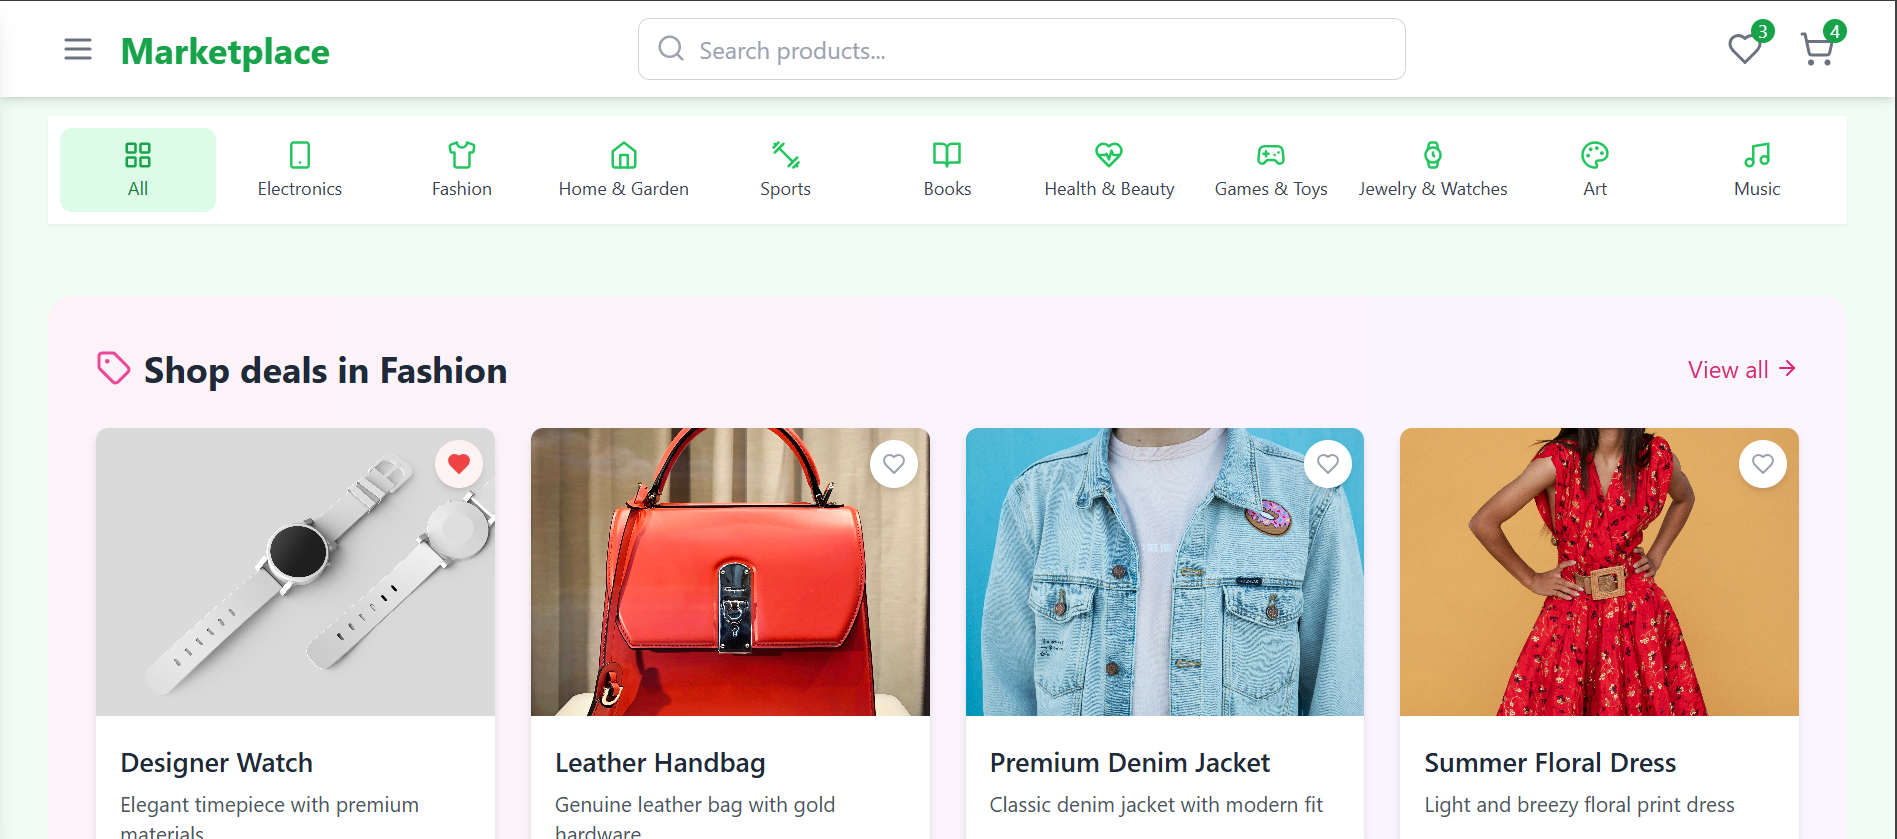 Marketplace
Search products...
3
4
All
Electronics
Fashion
Home & Garden
Sports
Books
Health & Beauty
Games & Toys
Jewelry & Watches
Art
Music
Shop deals in Fashion
View all
Designer Watch
Elegant timepiece with premium
materials
Leather Handbag
Genuine leather bag with gold
hardware
Premium Denim Jacket
Classic denim jacket with modern fit
Summer Floral Dress
Light and breezy floral print dress